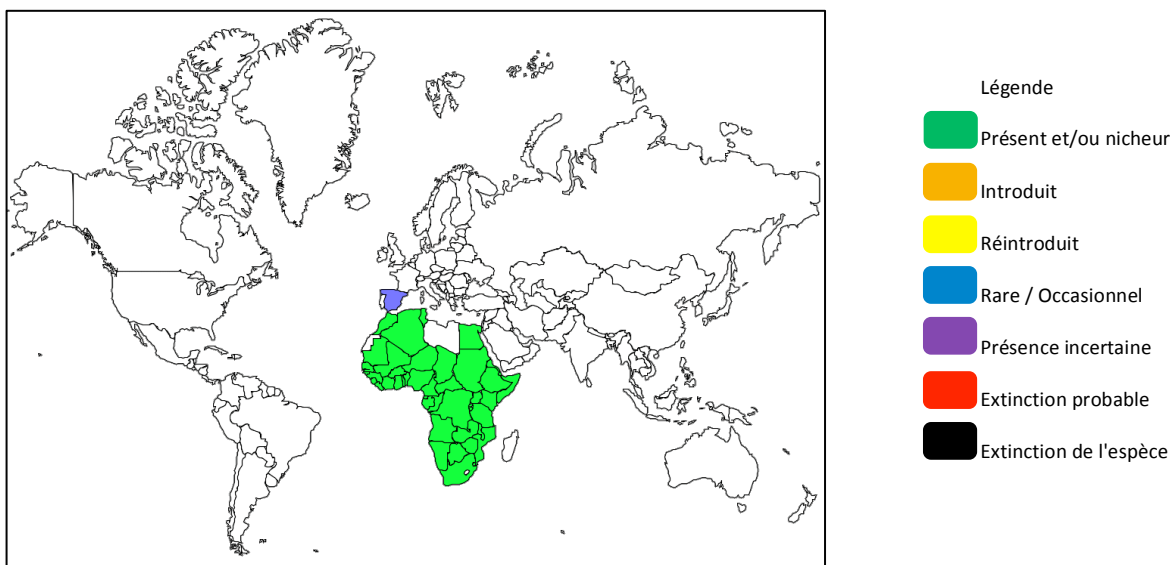 Légende
Présent et/ou nicheur
Introduit
Réintroduit
Rare / Occasionnel
Présence incertaine
Extinction probable
Extinction de l'espèce